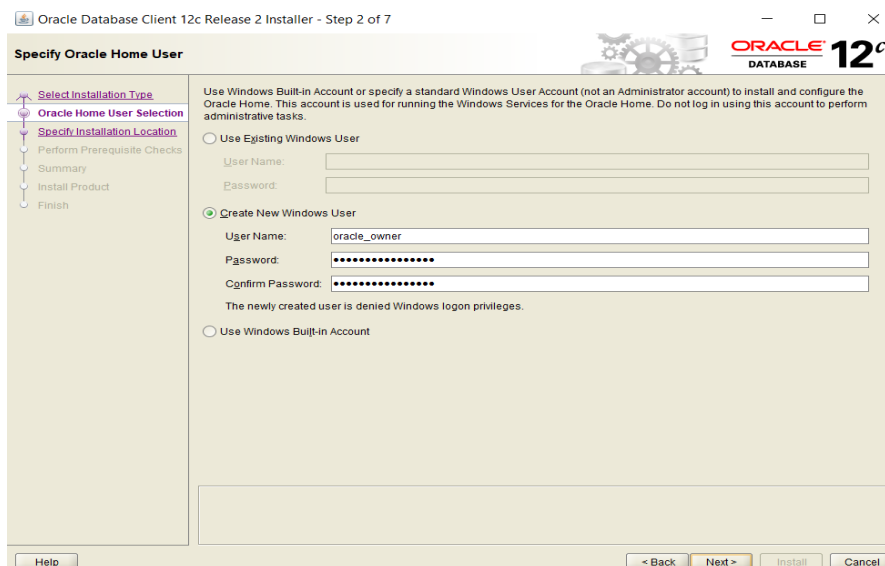 Oracle Database Client 12c Release 2 Installer - Step 2 of 7
Specify Oracle Home User
ORACLE
DATABASE
12c
Select Installation Type
Oracle Home User Selection
Specify Installation Location
Perform Prerequisite Checks
Summary
Install Product
Finish
Use Windows Built-in Account or specify a standard Windows User Account (not an Administrator account) to install and configure the
Oracle Home. This account is used for running the Windows Services for the Oracle Home. Do not log in using this account to perform
administrative tasks.
Use Existing Windows User
User Name:
Password:
Create New Windows User
User Name: oracle_owner
Password: ••••••••••••••••
Confirm Password: ••••••••••••••••
The newly created user is denied Windows logon privileges.
Use Windows Built-in Account
Help
< Back
Next >
Install
Cancel